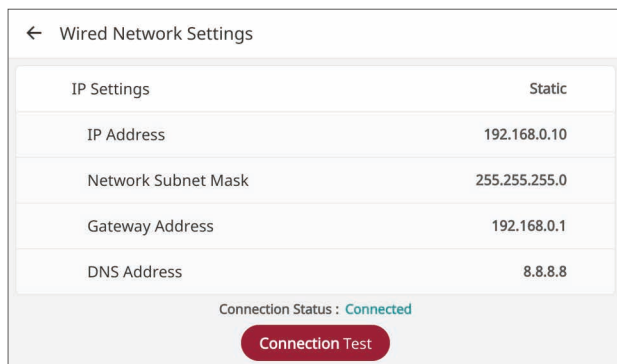 ← Wired Network Settings
IP Settings Static
IP Address 192.168.0.10
Network Subnet Mask 255.255.255.0
Gateway Address 192.168.0.1
DNS Address 8.8.8.8
Connection Status : Connected
Connection Test